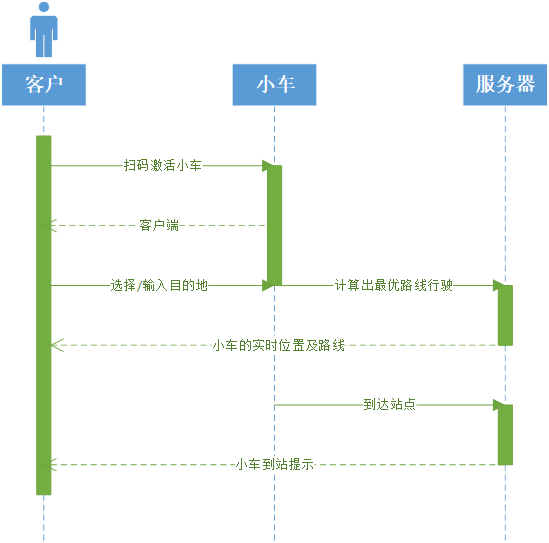 客户
小车
服务器
扫码激活小车
客户端
选择/输入目的地
计算出最优路线行驶
小车的实时位置及路线
到达站点
小车到站提示